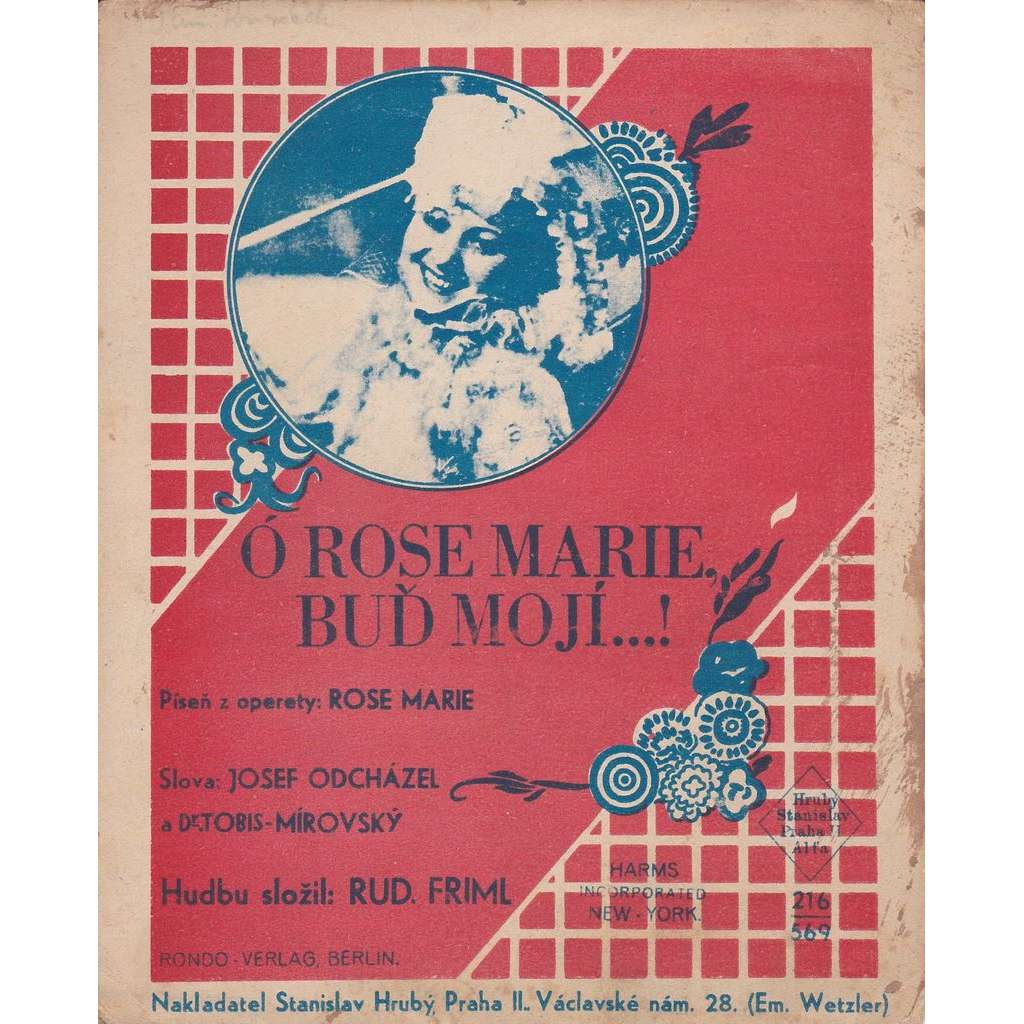 Ó ROSE MARIE,
BUĎ MOJÍ...!
Píseň z operety: ROSE MARIE
Slova: JOSEF ODCHÁZEL
a Dr. TOBIS-MÍROVSKÝ
Hudbu složil: RUD. FRIML
RONDO-VERLAG, BERLIN.
HARMS
INCORPORATED
NEW-YORK.
Hrubý
Stanislav
Praha II
Alfa
216
569
Nakladatel Stanislav Hrubý, Praha II.. Václavské nám. 28. (Em. Wetzler)